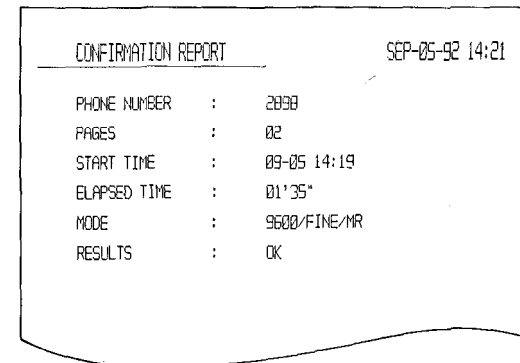 CONFIRMATION REPORT SEP-05-92 14:21
PHONE NUMBER : 2898
PAGES : 02
START TIME : 09-05 14:19
ELAPSED TIME : 01'35"
MODE : 9600/FINE/MR
RESULTS : OK